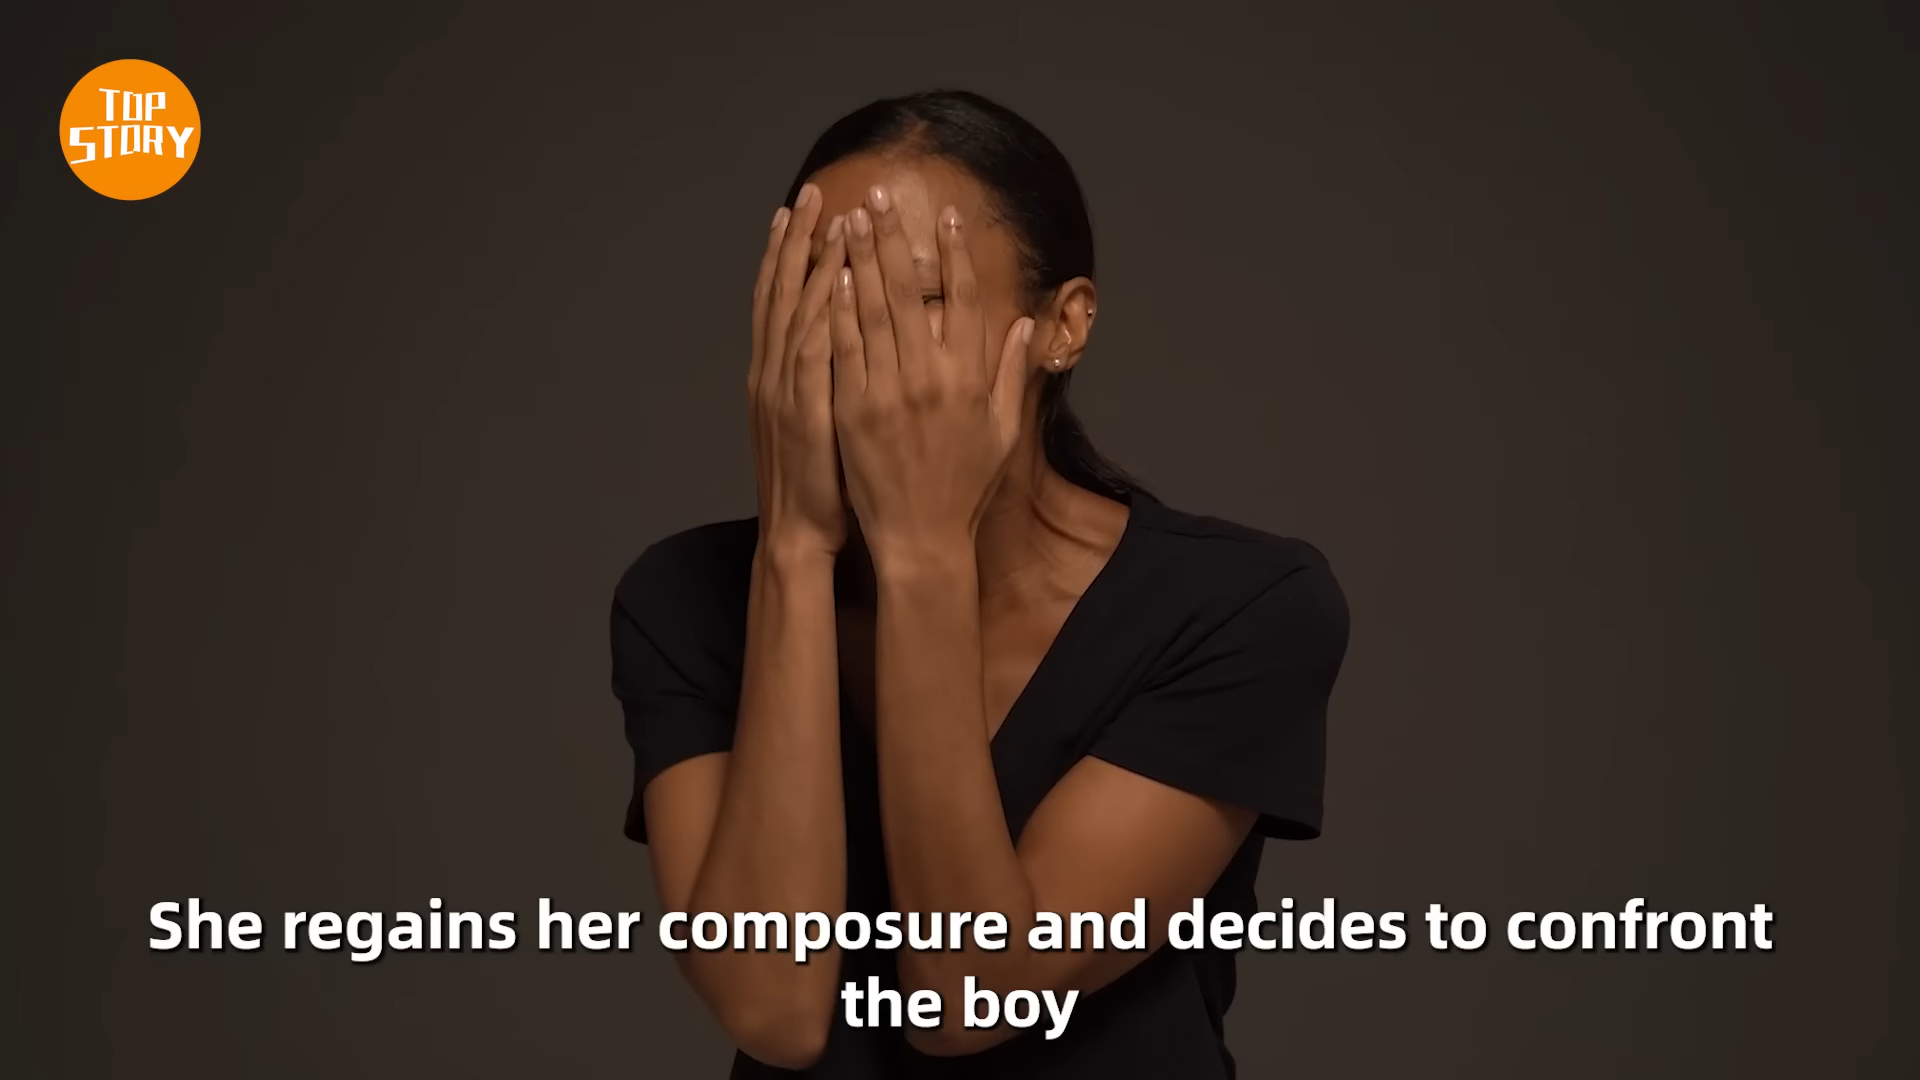 TOP
STORY
She regains her composure and decides to confront
the boy